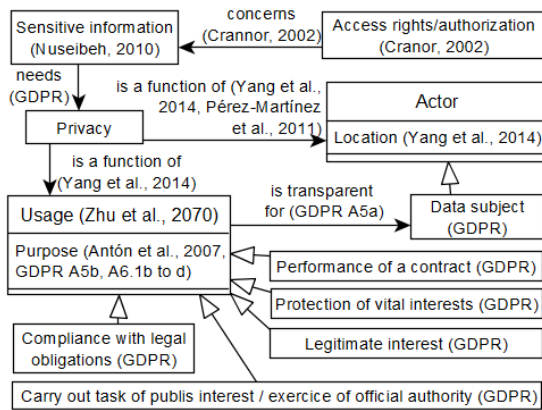 Sensitive information
(Nuseibeh, 2010)
concerns
(Crannor, 2002)
Access rights/authorization
(Cranor, 2002)
needs
(GDPR)
is a function of (Yang et al.,
2014, Pérez-Martínez
et al., 2011)
Actor
Location (Yang et al., 2014)
Privacy
is a function of
(Yang et al., 2014)
Usage (Zhu et al., 2070)
Purpose (Antón et al., 2007,
GDPR A5b, A6.1b to d)
is transparent
for (GDPR A5a)
Data subject
(GDPR)
Performance of a contract (GDPR)
Protection of vital interests (GDPR)
Legitimate interest (GDPR)
Compliance with legal
obligations (GDPR)
Carry out task of publis interest / exercice of official authority (GDPR)